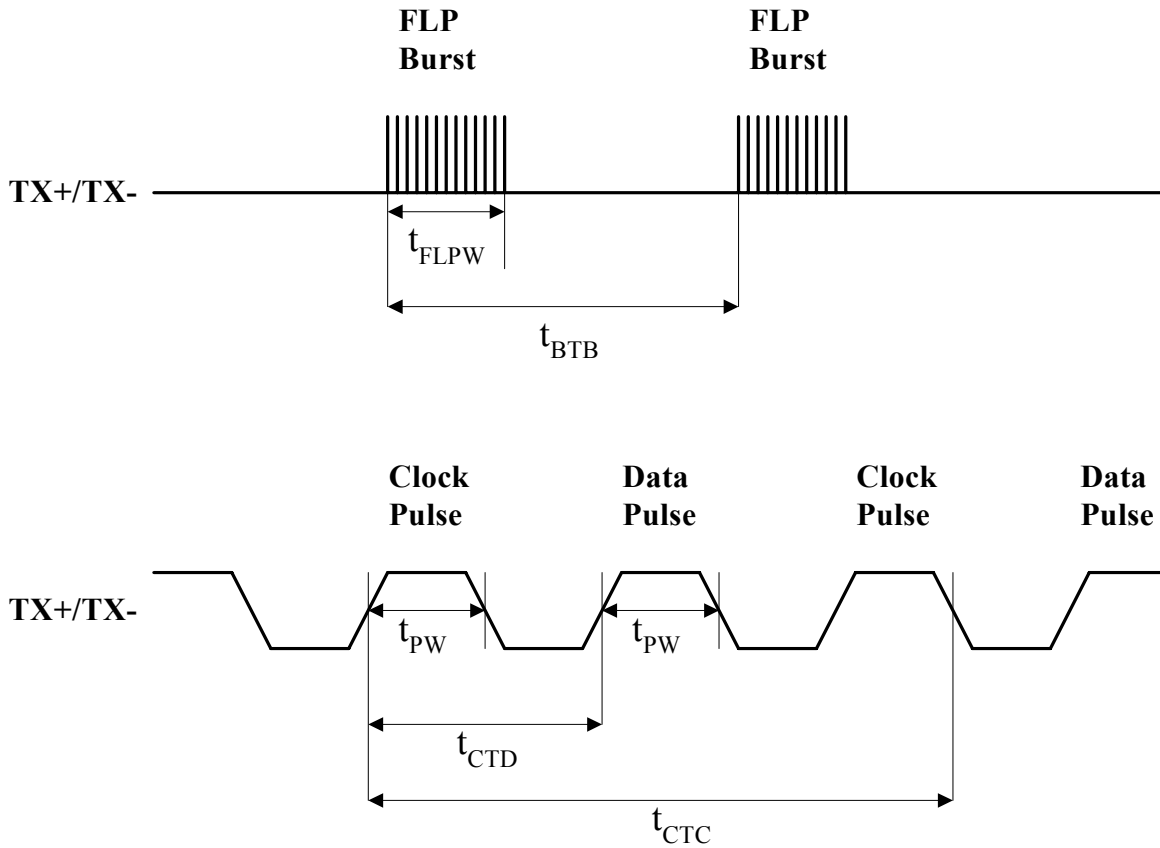 FLP
Burst
FLP
Burst
TX+/TX-
tFLPW
tBTB
Clock
Pulse
Data
Pulse
Clock
Pulse
Data
Pulse
TX+/TX-
tPW
tPW
tCTD
tCTC